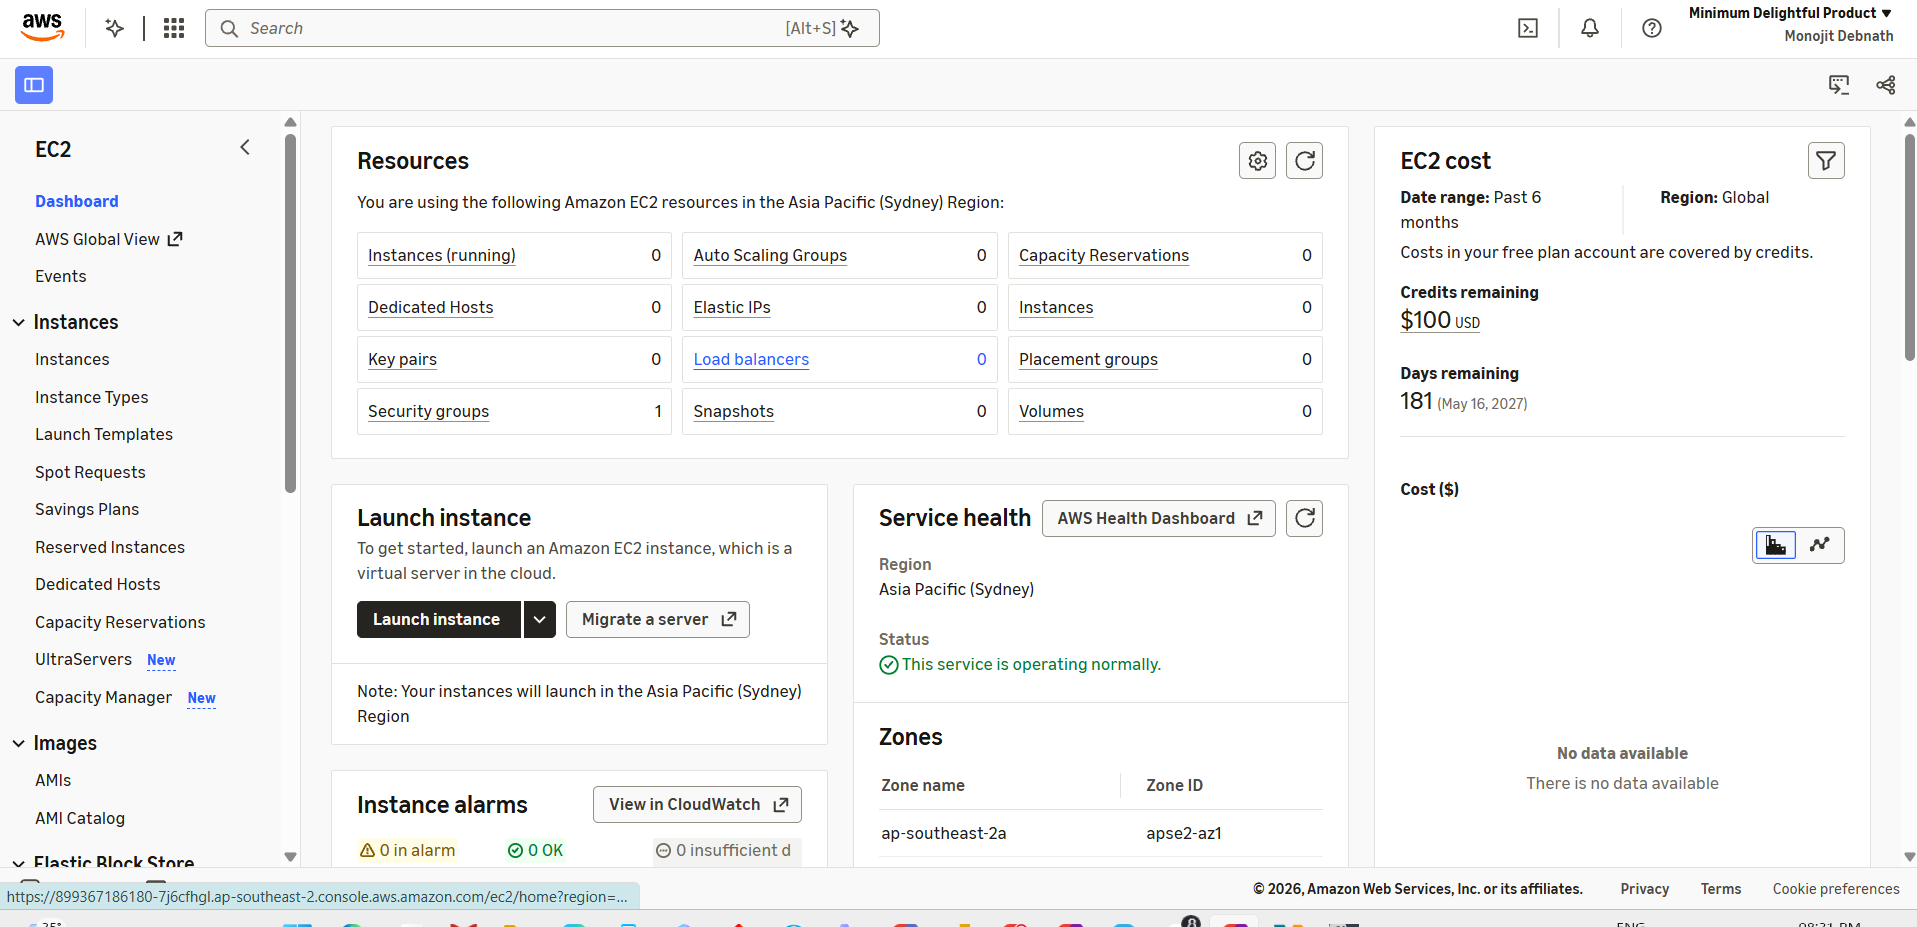 aws
Search
[Alt+S]
Minimum Delightful Product
Monojit Debnath
EC2
Dashboard
AWS Global View
Events
Instances
Instances
Instance Types
Launch Templates
Spot Requests
Savings Plans
Reserved Instances
Dedicated Hosts
Capacity Reservations
UltraServers New
Capacity Manager New
Images
AMIs
AMI Catalog
Elastic Block Store
Resources
You are using the following Amazon EC2 resources in the Asia Pacific (Sydney) Region:
Instances (running) 0
Auto Scaling Groups 0
Capacity Reservations 0
Dedicated Hosts 0
Elastic IPs 0
Instances 0
Key pairs 0
Load balancers 0
Placement groups 0
Security groups 1
Snapshots 0
Volumes 0
Launch instance
To get started, launch an Amazon EC2 instance, which is a
virtual server in the cloud.
Launch instance
Migrate a server
Note: Your instances will launch in the Asia Pacific (Sydney)
Region
Instance alarms
View in CloudWatch
0 in alarm
0 OK
0 insufficient d
Service health
AWS Health Dashboard
Region
Asia Pacific (Sydney)
Status
This service is operating normally.
Zones
Zone name
Zone ID
ap-southeast-2a
apse2-az1
EC2 cost
Date range: Past 6
months
Region: Global
Costs in your free plan account are covered by credits.
Credits remaining
$100 USD
Days remaining
181 (May 16, 2027)
Cost ($)
No data available
There is no data available
https://899367186180-7j6cfhgl.ap-southeast-2.console.aws.amazon.com/ec2/home?region=...
© 2026, Amazon Web Services, Inc. or its affiliates.
Privacy
Terms
Cookie preferences